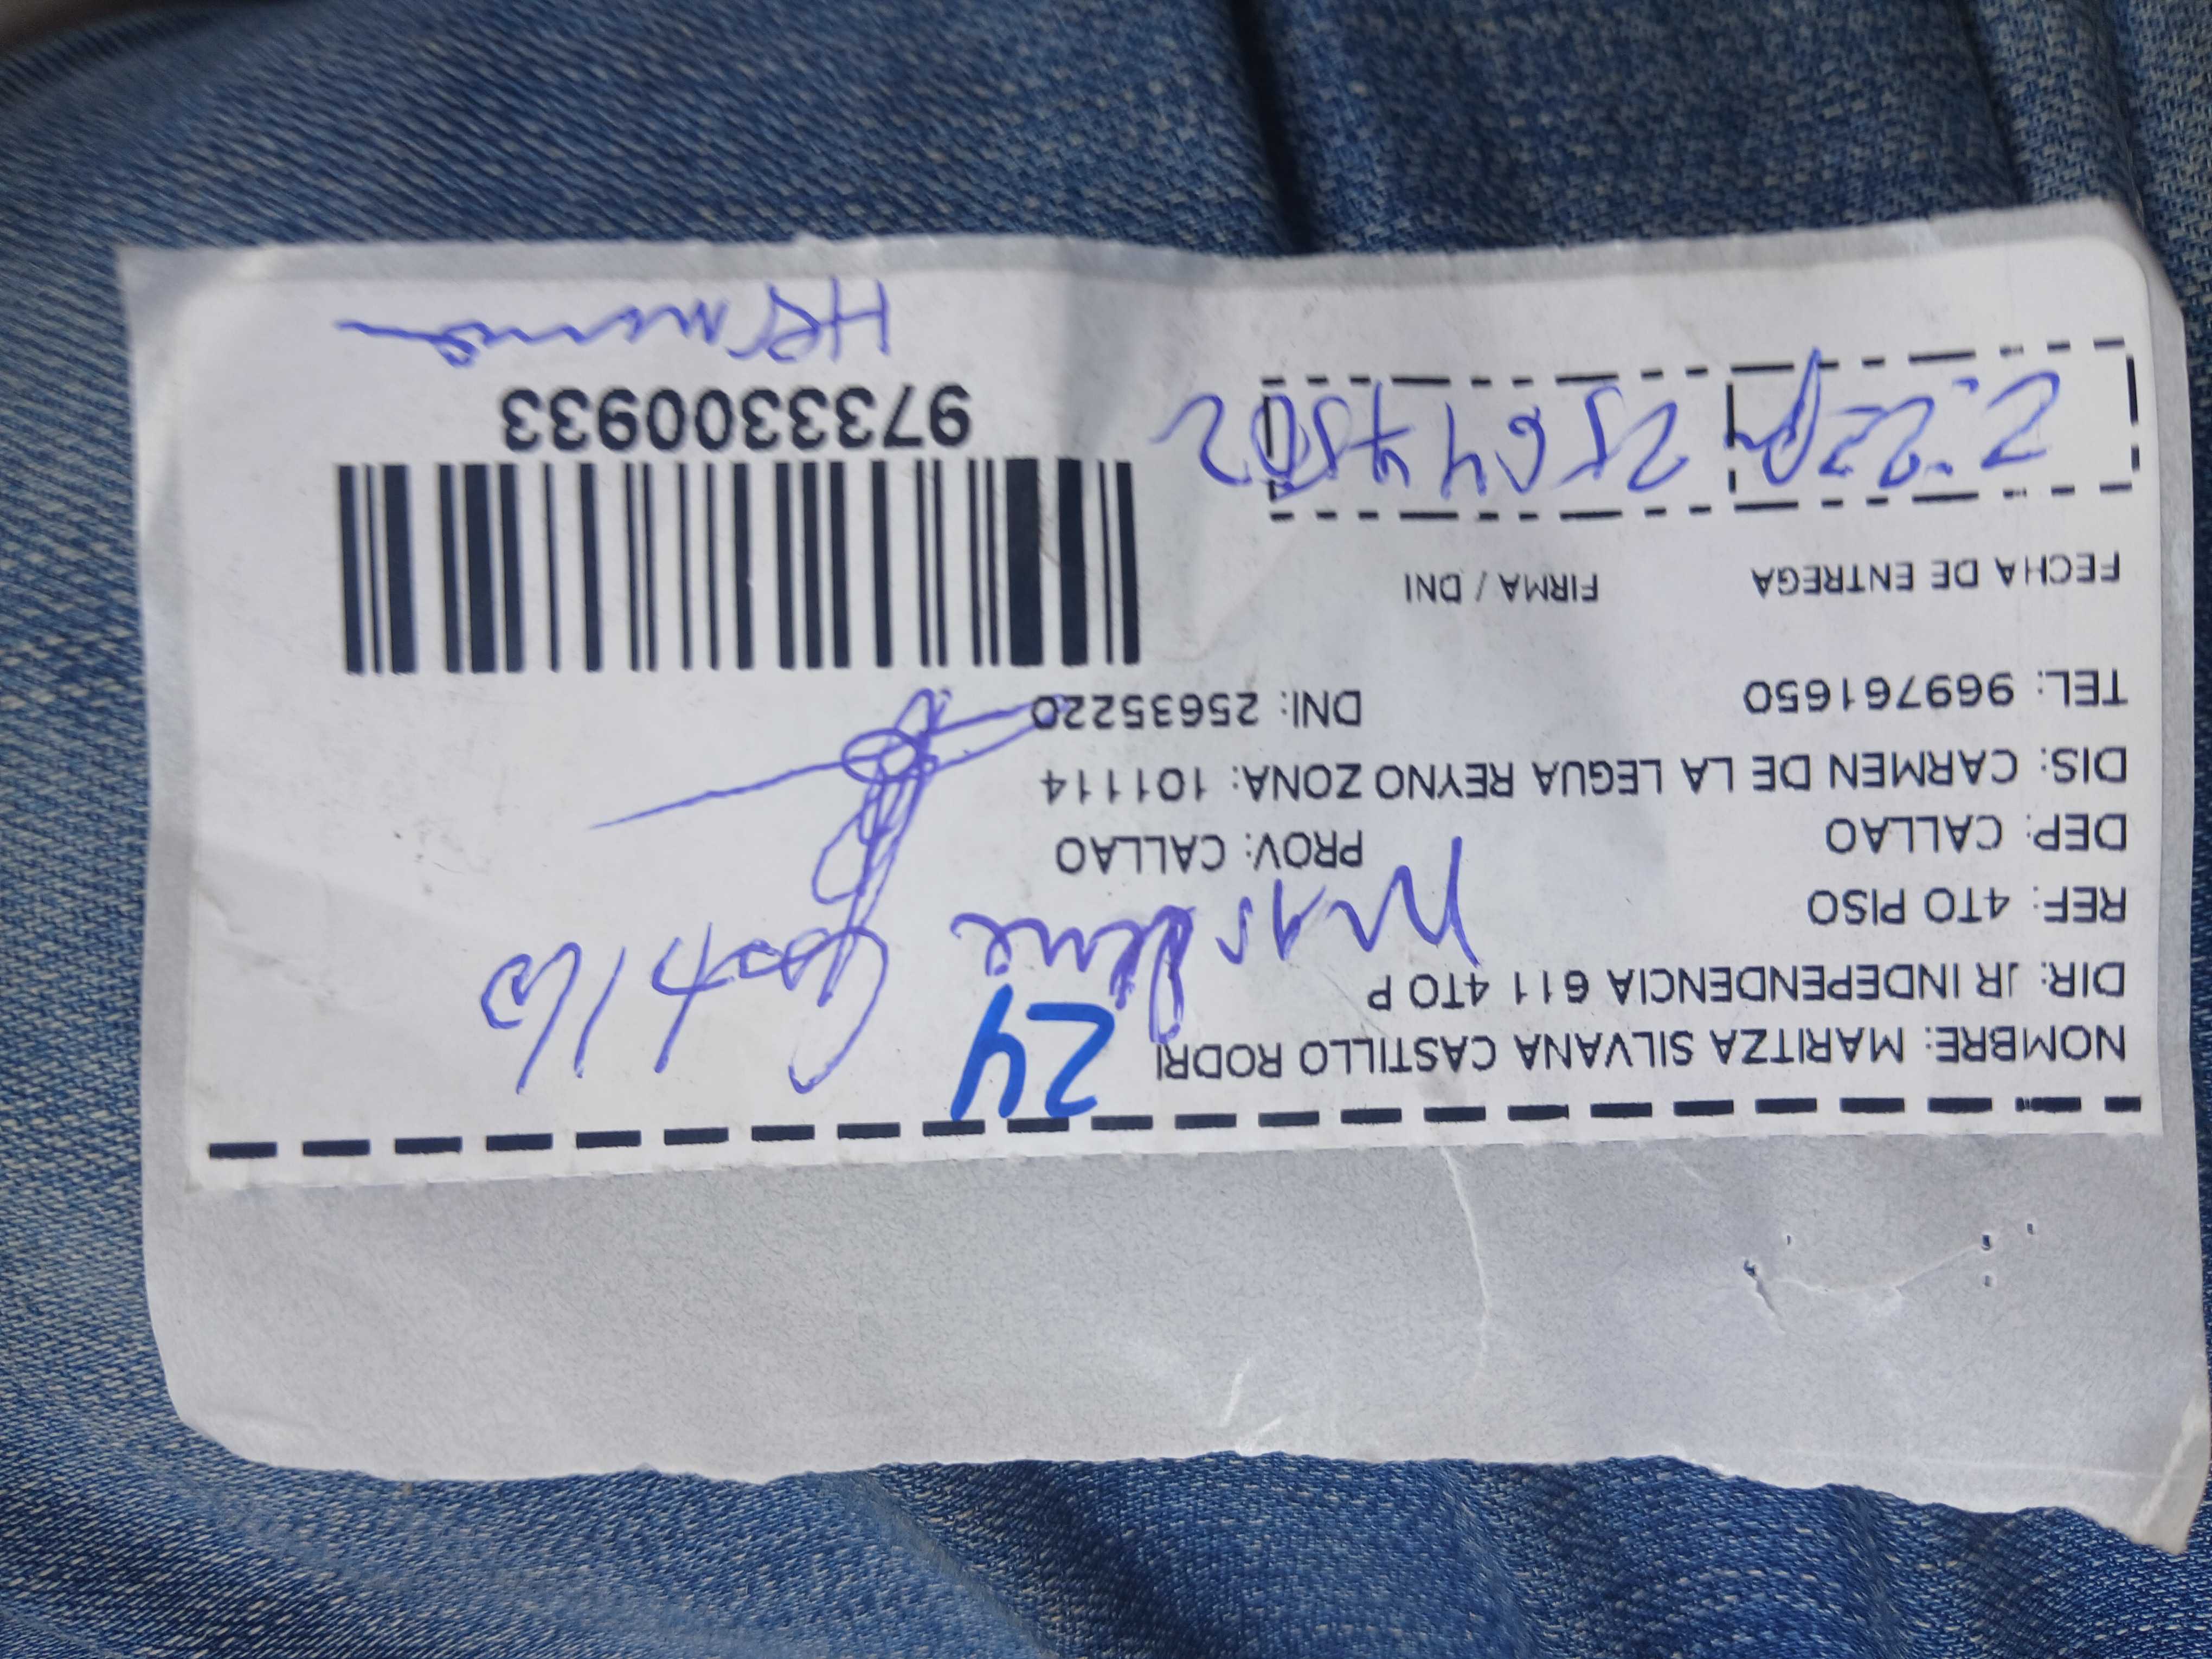 NOMBRE: MARITZA SILVANA CASTILLO RODRI
24
DIR: JR INDEPENDENCIA 611 4TO P
REF: 4TO PISO
DEP: CALLAO PROV: CALLAO
DIS: CARMEN DE LA LEGUA REYNO ZONA: 101114
TEL: 969761650 DNI: 25635220
FECHA DE ENTREGA FIRMA / DNI
9733300933